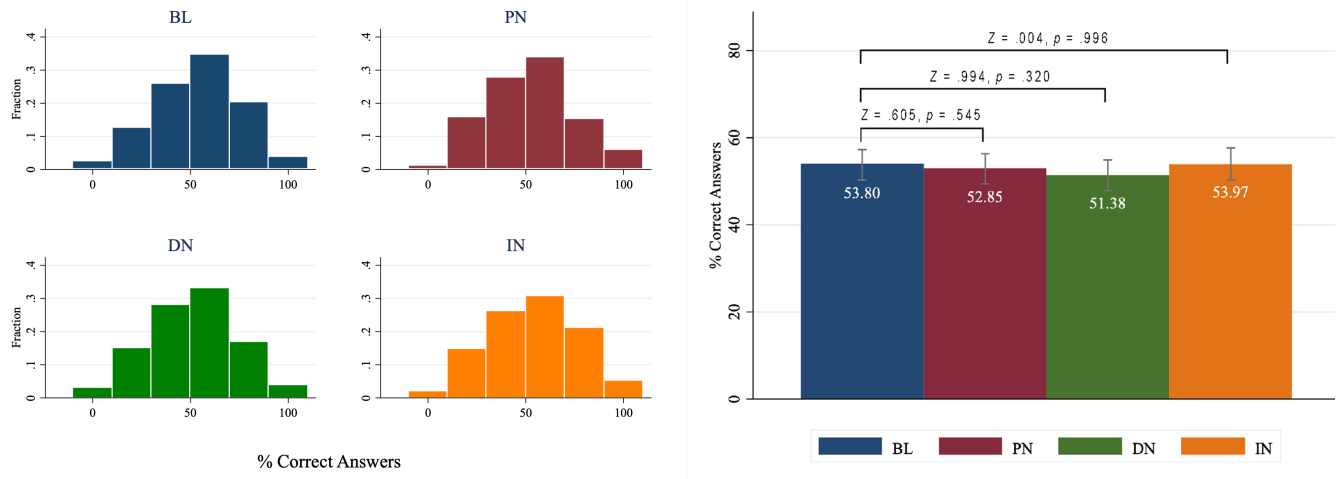 BL
PN
Fraction
0 .1 .2 .3 .4
0 .1 .2 .3 .4
0 50 100
0 50 100
DN
IN
Fraction
0 .1 .2 .3 .4
0 .1 .2 .3 .4
0 50 100
0 50 100
% Correct Answers
% Correct Answers
0 20 40 60 80
Z = .004, p = .996
Z = .994, p = .320
Z = .605, p = .545
53.80 52.85 51.38 53.97
BL PN DN IN